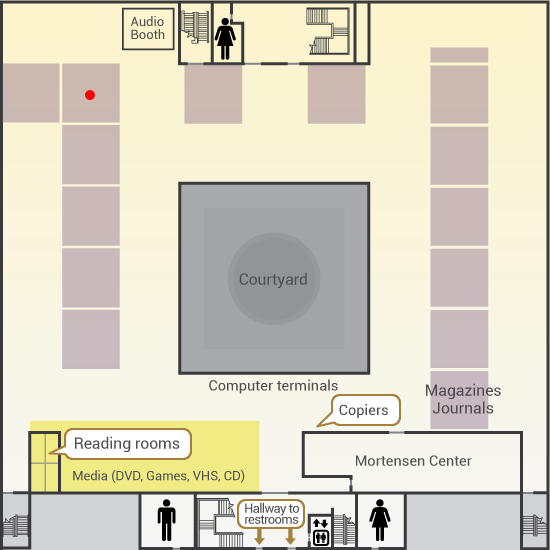 Audio
Booth
Courtyard
Computer terminals
Magazines
Journals
Copiers
Reading rooms
Mortensen Center
Media (DVD, Games, VHS, CD)
Hallway to
restrooms